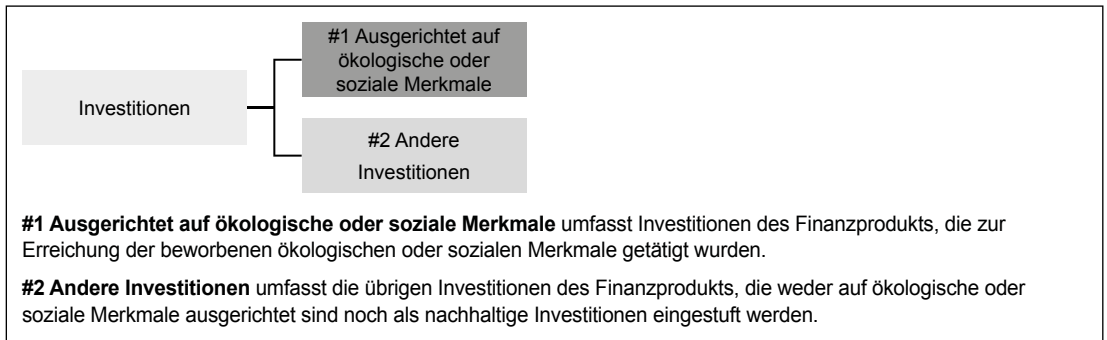 #1 Ausgerichtet auf
ökologische oder
soziale Merkmale
Investitionen
#2 Andere
Investitionen
#1 Ausgerichtet auf ökologische oder soziale Merkmale umfasst Investitionen des Finanzprodukts, die zur
Erreichung der beworbenen ökologischen oder sozialen Merkmale getätigt wurden.
#2 Andere Investitionen umfasst die übrigen Investitionen des Finanzprodukts, die weder auf ökologische oder
soziale Merkmale ausgerichtet sind noch als nachhaltige Investitionen eingestuft werden.